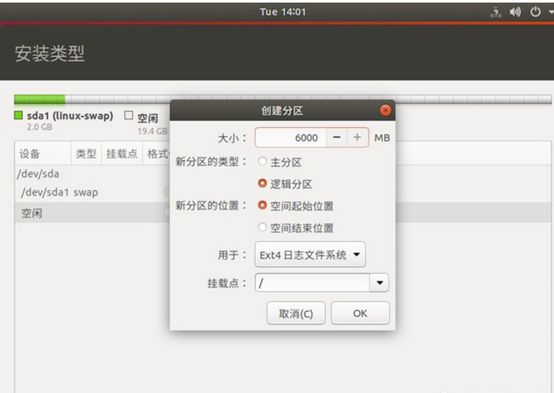 Tue 14:01
安装类型
sda1 (linux-swap)
2.0 GB
空闲
19.4 GB
创建分区
大小：
6000
MB
新分区的类型：
主分区
逻辑分区
新分区的位置：
空间起始位置
空间结束位置
用于：
Ext4 日志文件系统
挂载点：
/
取消(C)
OK
设备 类型 挂载点 格式
/dev/sda
/dev/sda1 swap
空闲